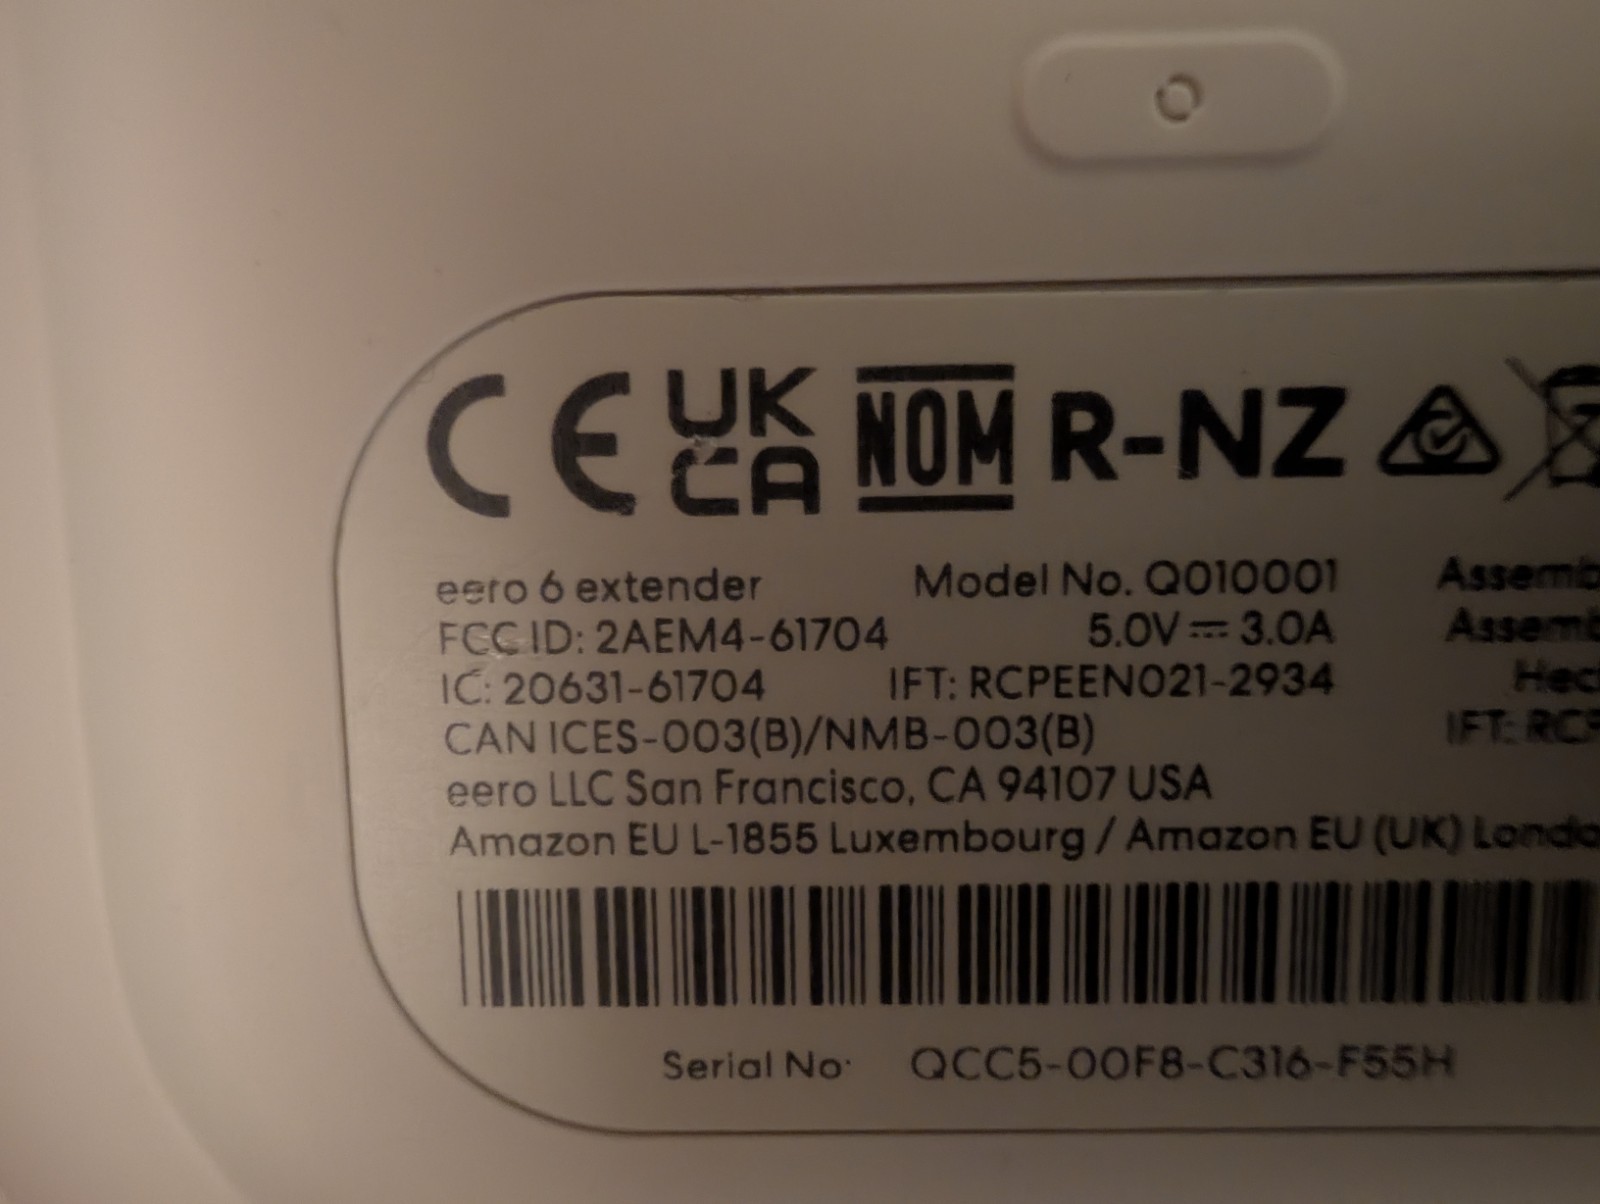 CE UK CA NOM R-NZ
eero 6 extender Model No. Q010001
FCC ID: 2AEM4-61704 5.0V⎓3.0A
IC: 20631-61704 IFT: RCPEEN021-2934
CAN ICES-003(B)/NMB-003(B)
eero LLC San Francisco, CA 94107 USA
Amazon EU L-1855 Luxembourg / Amazon EU (UK)
Serial No: QCC5-00F8-C316-F55H